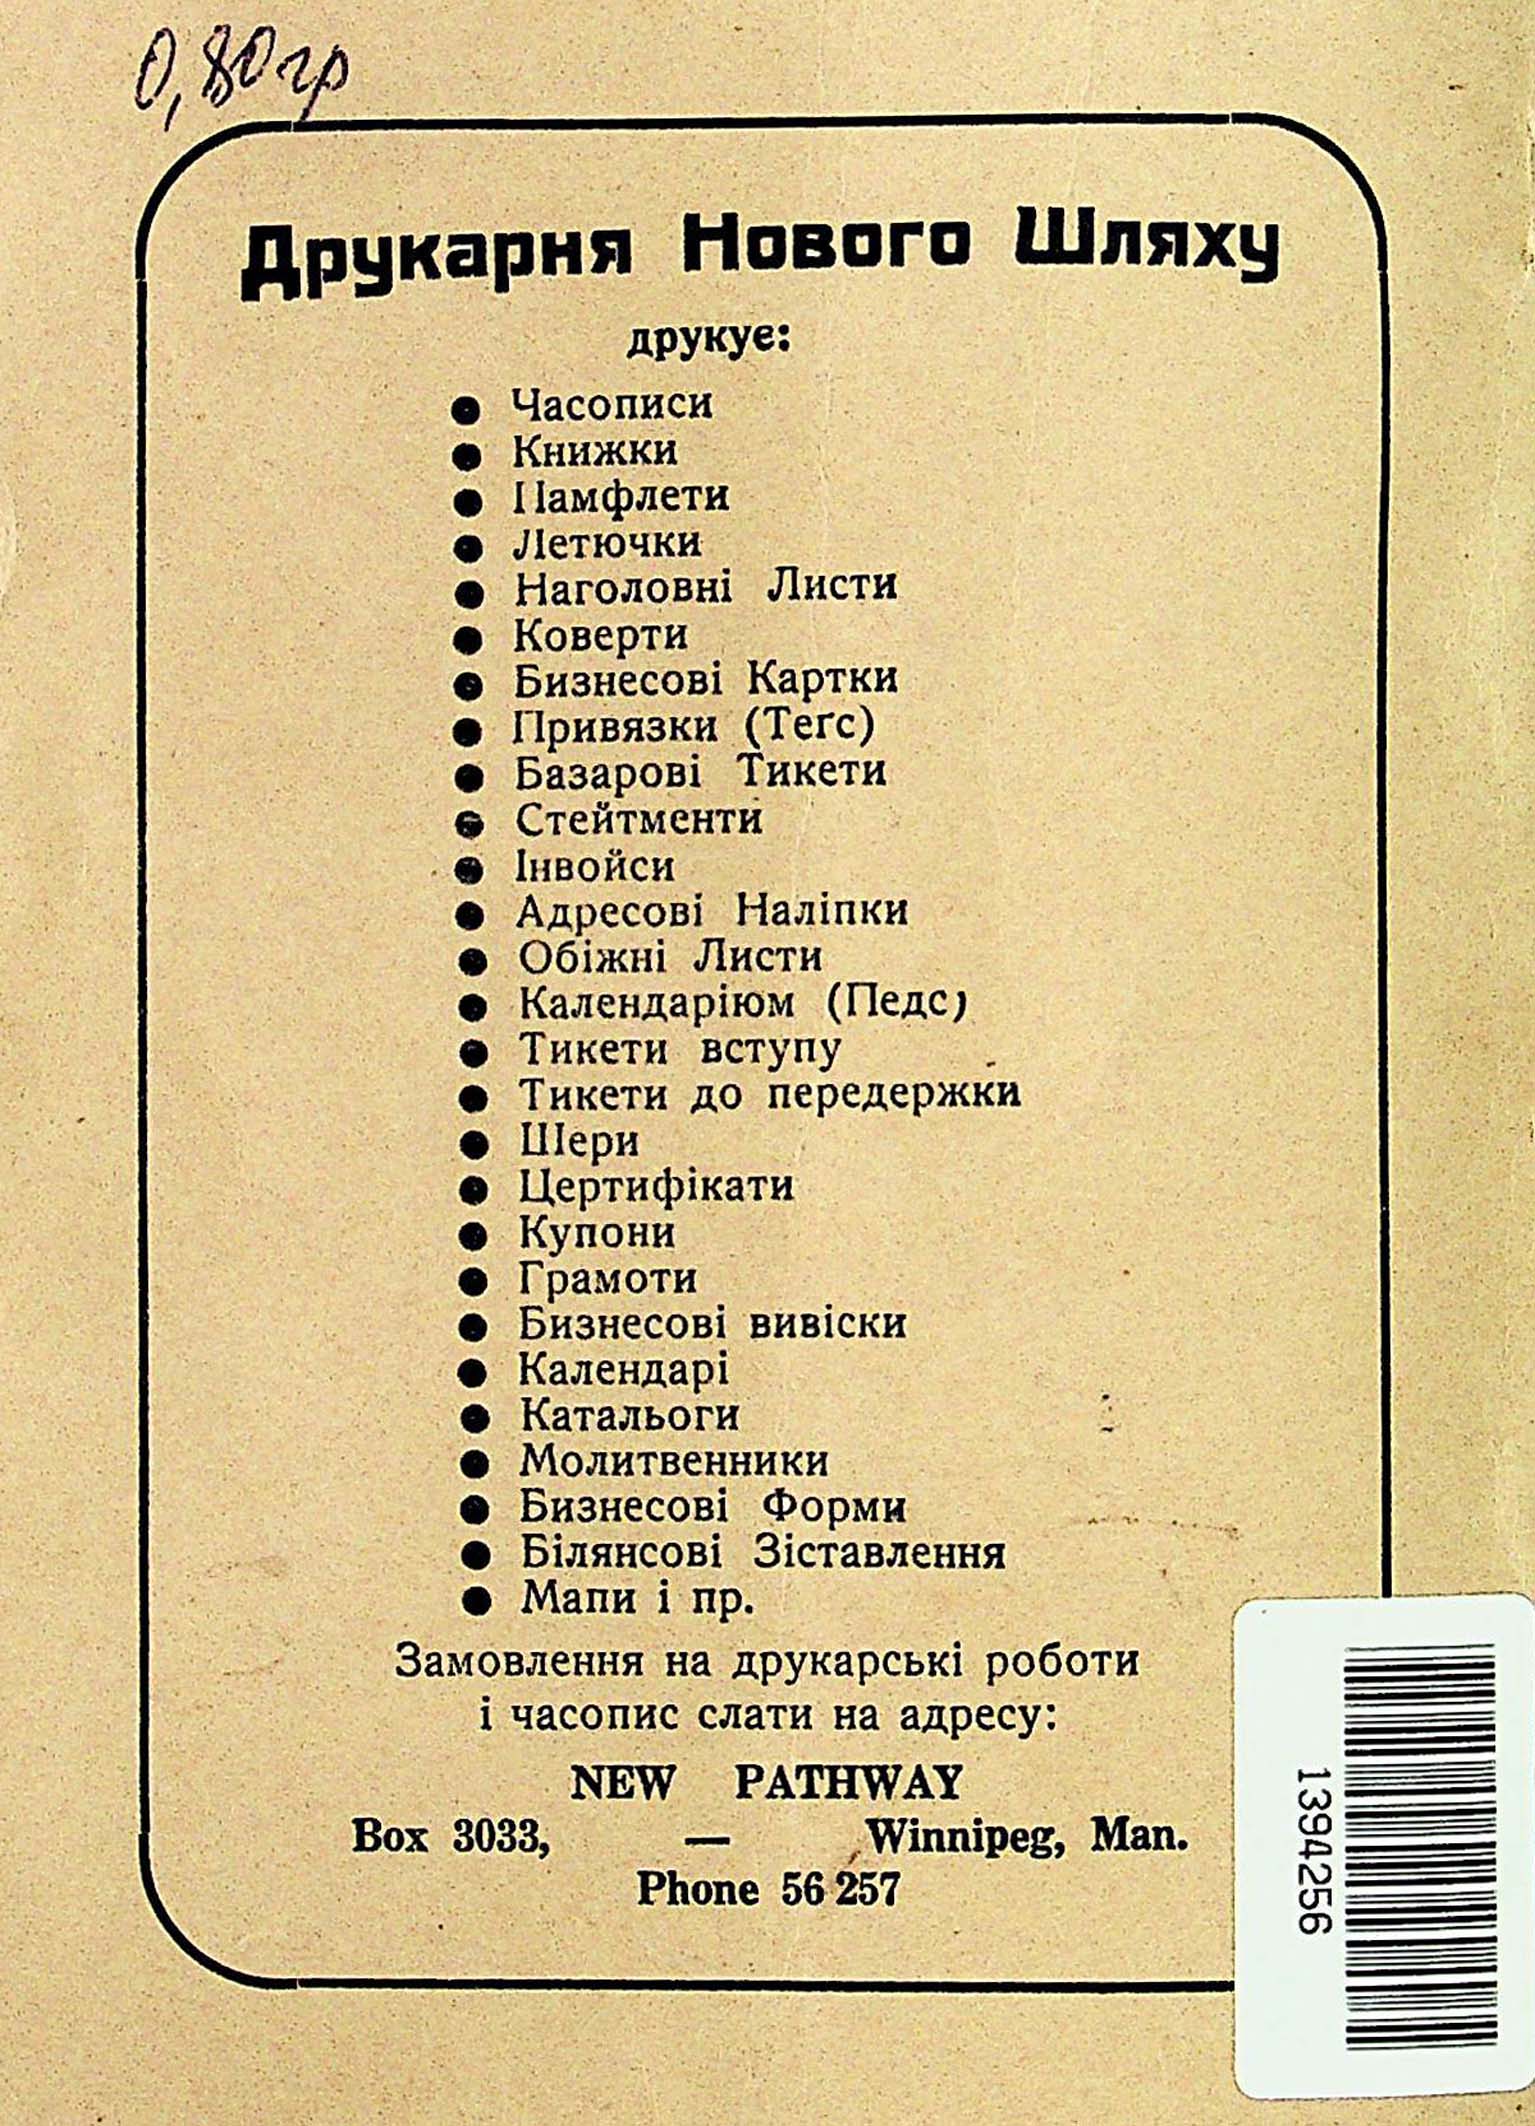 0,80 гр
Друкарня Нового Шляху
друкує:
● Часописи
● Книжки
● Памфлети
● Летючки
● Наголовні Листи
● Коверти
● Бизнесові Картки
● Привязки (Теґс)
● Базарові Тикети
● Стейтменти
● Інвойси
● Адресові Наліпки
● Обіжні Листи
● Календаріюм (Педс)
● Тикети вступу
● Тикети до передержки
● Шери
● Цертифікати
● Купони
● Грамоти
● Бизнесові вивіски
● Календарі
● Катальоги
● Молитвенники
● Бизнесові Форми
● Білянсові Зіставлення
● Мапи і пр.
Замовлення на друкарські роботи
і часопис слати на адресу:
NEW PATHWAY
Box 3033, — Winnipeg, Man.
Phone 56 257
1394256